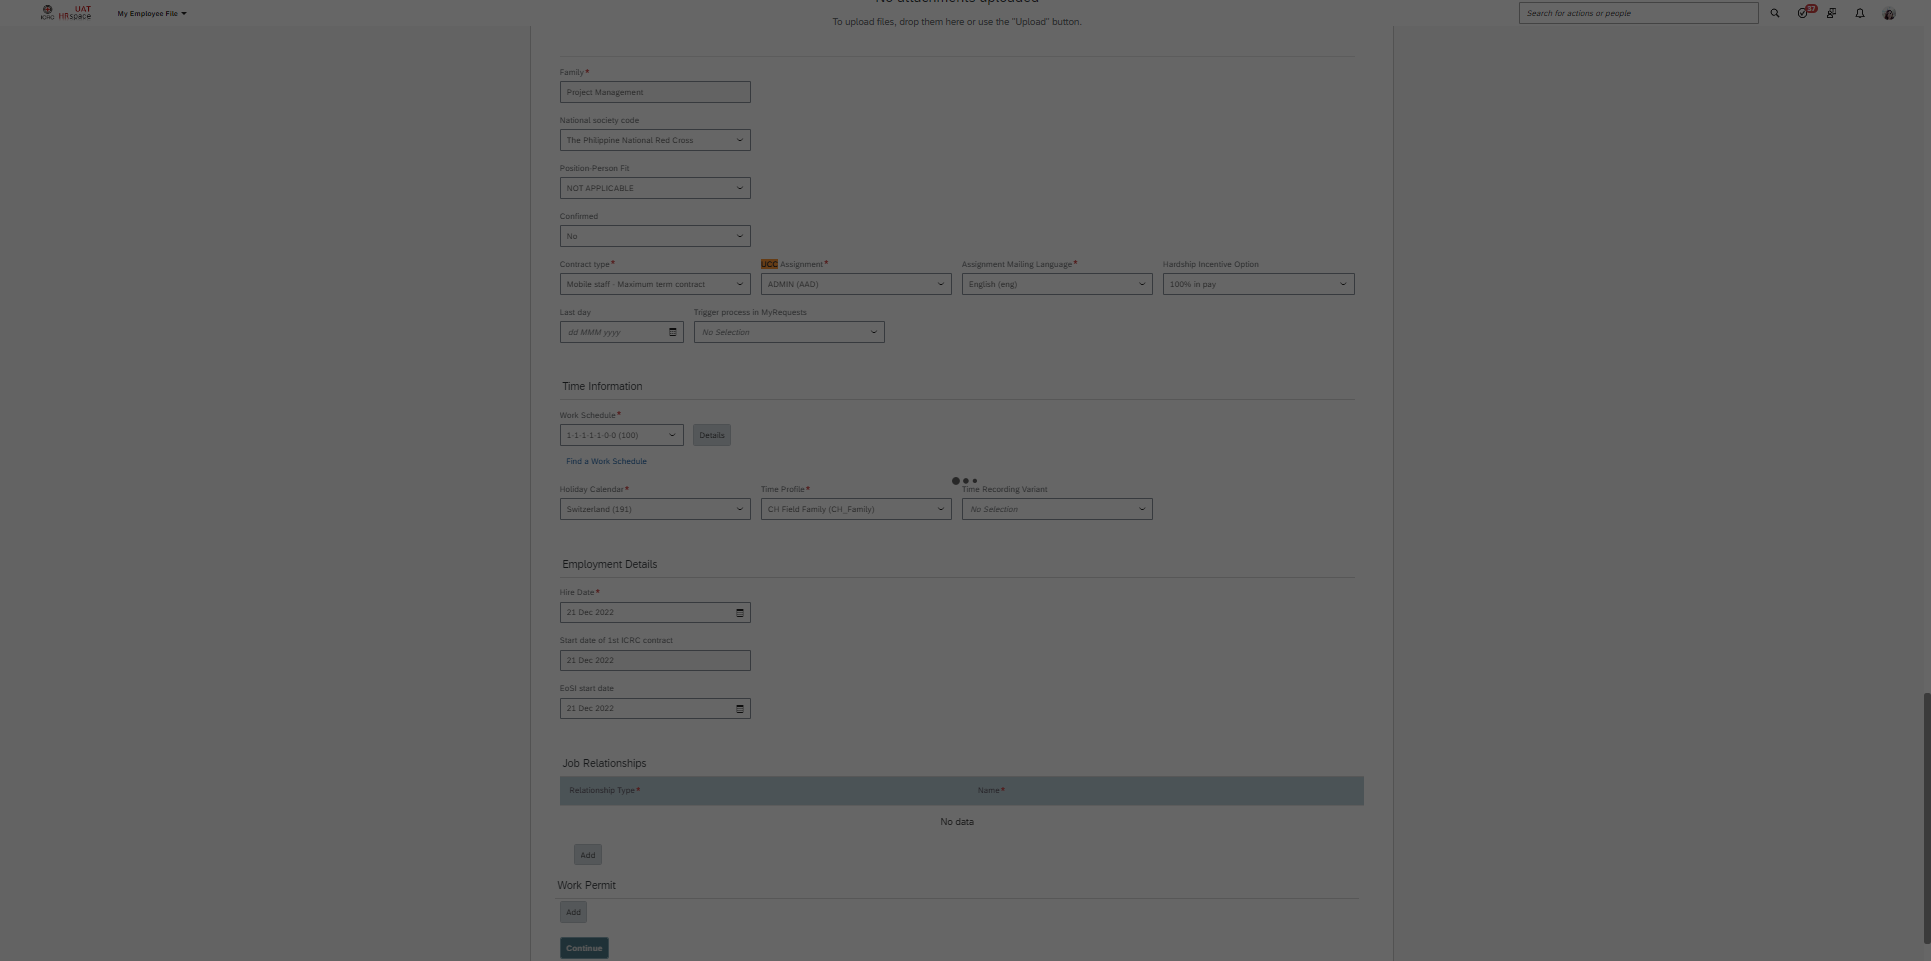 No attachments uploaded
ICRC UAT HRspace
My Employee File
Search for actions or people
37
To upload files, drop them here or use the "Upload" button.
Family*
Project Management
National society code
The Philippine National Red Cross
Position-Person Fit
NOT APPLICABLE
Confirmed
No
Contract type* UCC Assignment* Assignment Mailing Language* Hardship Incentive Option
Mobile staff - Maximum term contract ADMIN (AAD) English (eng) 100% in pay
Last day Trigger process in MyRequests
dd MMM yyyy No Selection
Time Information
Work Schedule*
1-1-1-1-1-0-0 (100) Details
Find a Work Schedule
Holiday Calendar* Time Profile* Time Recording Variant
Switzerland (191) CH Field Family (CH_Family) No Selection
Employment Details
Hire Date*
21 Dec 2022
Start date of 1st ICRC contract
21 Dec 2022
EoSI start date
21 Dec 2022
Job Relationships
Relationship Type* Name*
No data
Add
Work Permit
Add
Continue